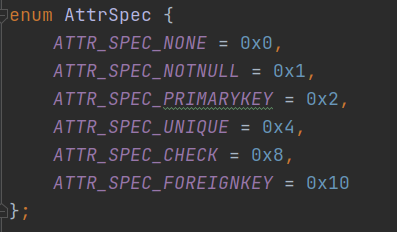 enum AttrSpec {
    ATTR_SPEC_NONE = 0x0,
    ATTR_SPEC_NOTNULL = 0x1,
    ATTR_SPEC_PRIMARYKEY = 0x2,
    ATTR_SPEC_UNIQUE = 0x4,
    ATTR_SPEC_CHECK = 0x8,
    ATTR_SPEC_FOREIGNKEY = 0x10
};